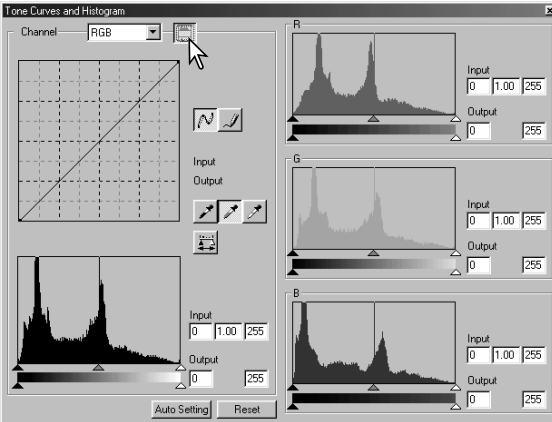 Tone Curves and Histogram
Channel
RGB
Input
Output
Input
0 1.00 255
Output
0 255
Auto Setting
Reset
R
Input
0 1.00 255
Output
0 255
G
Input
0 1.00 255
Output
0 255
B
Input
0 1.00 255
Output
0 255